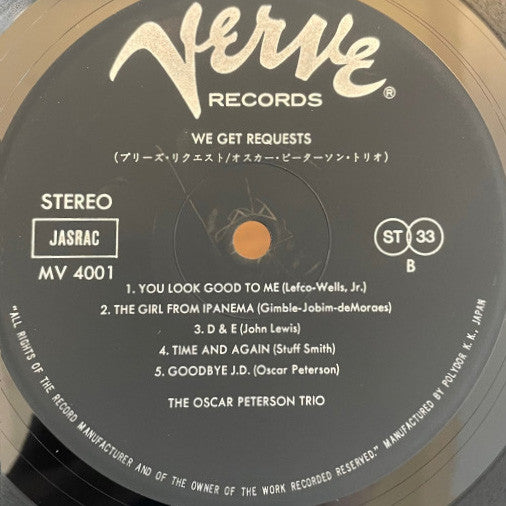 Verve
®
RECORDS
WE GET REQUESTS
(プリーズ・リクエスト/オスカー・ピーターソン・トリオ)
STEREO
JASRAC
MV 4001
ST 33
B
1. YOU LOOK GOOD TO ME (Lefco-Wells, Jr.)
2. THE GIRL FROM IPANEMA (Gimble-Jobim-deMoraes)
3. D & E (John Lewis)
4. TIME AND AGAIN (Stuff Smith)
5. GOODBYE J.D. (Oscar Peterson)
THE OSCAR PETERSON TRIO
"ALL RIGHTS OF THE RECORD MANUFACTURER AND OF THE OWNER OF THE WORK RECORDED RESERVED." MANUFACTURED BY POLYDOR K. K. JAPAN